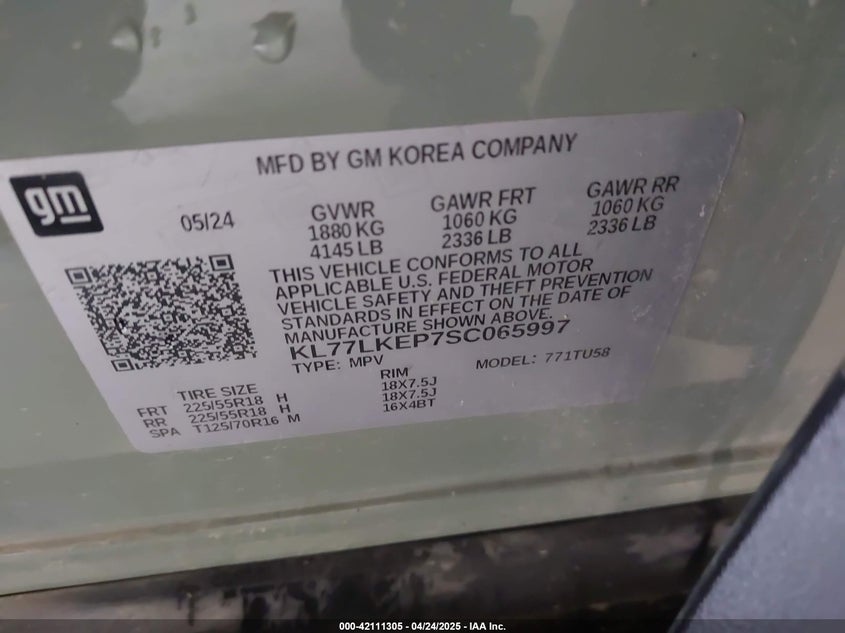 MFD BY GM KOREA COMPANY
gm
05/24
GVWR
1880 KG
4145 LB
GAWR FRT
1060 KG
2336 LB
GAWR RR
1060 KG
2336 LB
THIS VEHICLE CONFORMS TO ALL
APPLICABLE U.S. FEDERAL MOTOR
VEHICLE SAFETY AND THEFT PREVENTION
STANDARDS IN EFFECT ON THE DATE OF
MANUFACTURE SHOWN ABOVE.
KL77LKEP7SC065997
TYPE: MPV
MODEL: 771TU58
TIRE SIZE
RIM
FRT 225/55R18 H 18X7.5J
RR 225/55R18 H 18X7.5J
SPA T125/70R16 M 16X4BT
000-42111305 - 04/24/2025 - IAA Inc.